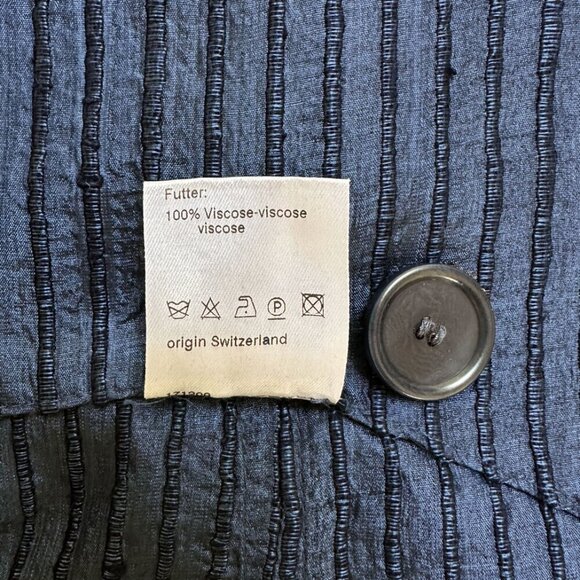 Futter:
100% Viscose-viscose
viscose
P
origin Switzerland